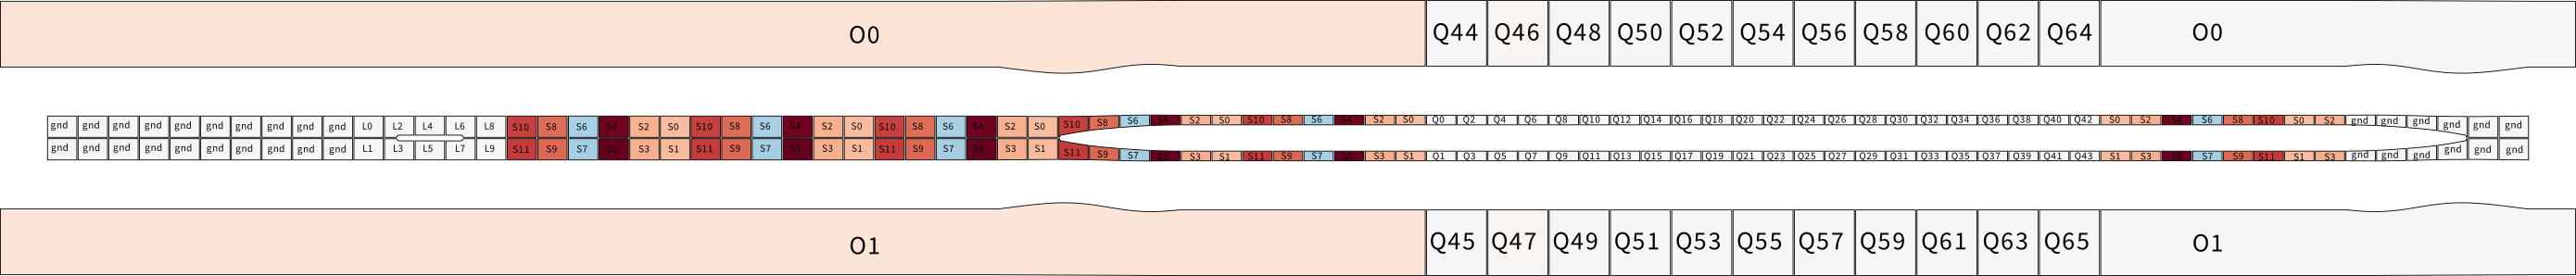 O0 Q44 Q46 Q48 Q50 Q52 Q54 Q56 Q58 Q60 Q62 Q64 O0
gnd gnd gnd gnd gnd gnd gnd gnd gnd gnd L0 L2 L4 L6 L8 S10 S8 S6 S4 S2 S0 S10 S8 S6 S4 S2 S0 S10 S8 S6 S4 S2 S0 S10 S8 S6 S4 S2 S0 S10 S8 S6 S4 S2 S0 Q0 Q2 Q4 Q6 Q8 Q10 Q12 Q14 Q16 Q18 Q20 Q22 Q24 Q26 Q28 Q30 Q32 Q34 Q36 Q38 Q40 Q42 S0 S2 S4 S6 S8 S10 S0 S2 gnd gnd gnd gnd gnd gnd
gnd gnd gnd gnd gnd gnd gnd gnd gnd gnd L1 L3 L5 L7 L9 S11 S9 S7 S5 S3 S1 S11 S9 S7 S5 S3 S1 S11 S9 S7 S5 S3 S1 S11 S9 S7 S5 S3 S1 S11 S9 S7 S5 S3 S1 Q1 Q3 Q5 Q7 Q9 Q11 Q13 Q15 Q17 Q19 Q21 Q23 Q25 Q27 Q29 Q31 Q33 Q35 Q37 Q39 Q41 Q43 S1 S3 S5 S7 S9 S11 S1 S3 gnd gnd gnd gnd gnd gnd
O1 Q45 Q47 Q49 Q51 Q53 Q55 Q57 Q59 Q61 Q63 Q65 O1